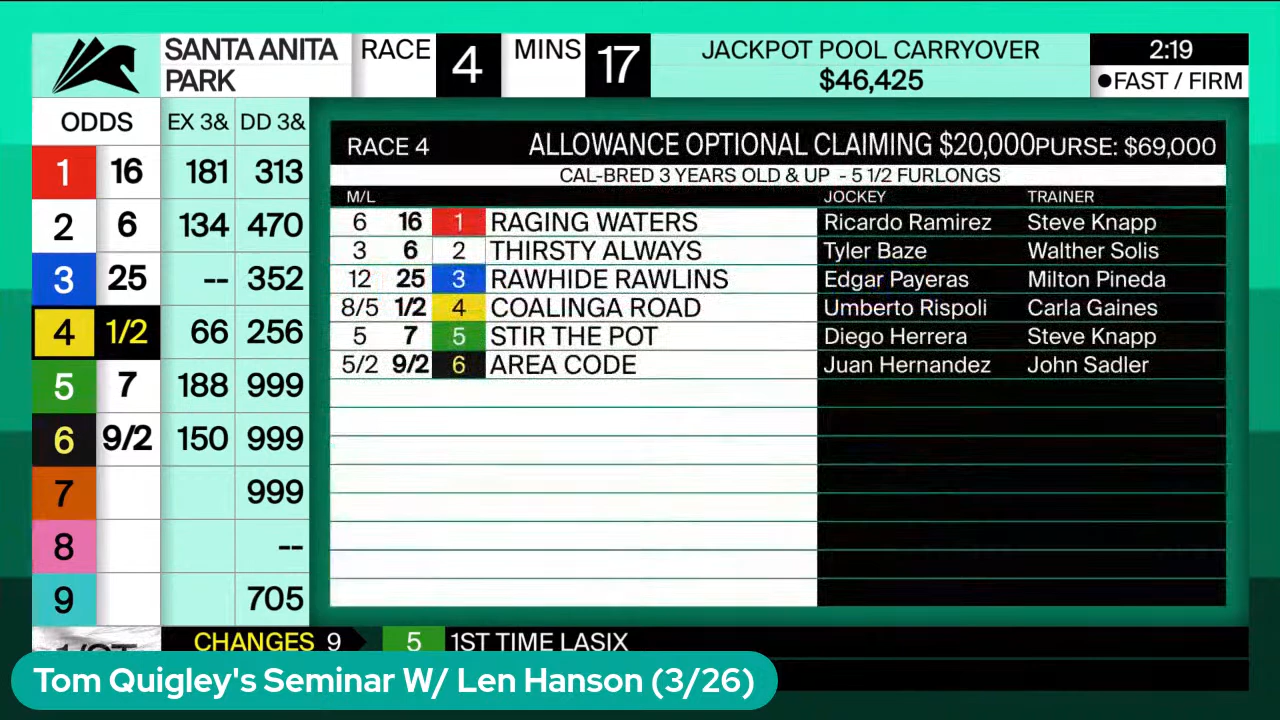 SANTA ANITA PARK RACE 4 MINS 17 JACKPOT POOL CARRYOVER $46,425 2:19 FAST / FIRM
ODDS EX 3& DD 3&
1 16 181 313
2 6 134 470
3 25 -- 352
4 1/2 66 256
5 7 188 999
6 9/2 150 999
7 999
8 --
9 705
RACE 4 ALLOWANCE OPTIONAL CLAIMING $20,000 PURSE: $69,000
CAL-BRED 3 YEARS OLD & UP - 5 1/2 FURLONGS
M/L JOCKEY TRAINER
6 16 1 RAGING WATERS Ricardo Ramirez Steve Knapp
3 6 2 THIRSTY ALWAYS Tyler Baze Walther Solis
12 25 3 RAWHIDE RAWLINS Edgar Payeras Milton Pineda
8/5 1/2 4 COALINGA ROAD Umberto Rispoli Carla Gaines
5 7 5 STIR THE POT Diego Herrera Steve Knapp
5/2 9/2 6 AREA CODE Juan Hernandez John Sadler
CHANGES 9 5 1ST TIME LASIX
Tom Quigley's Seminar W/ Len Hanson (3/26)